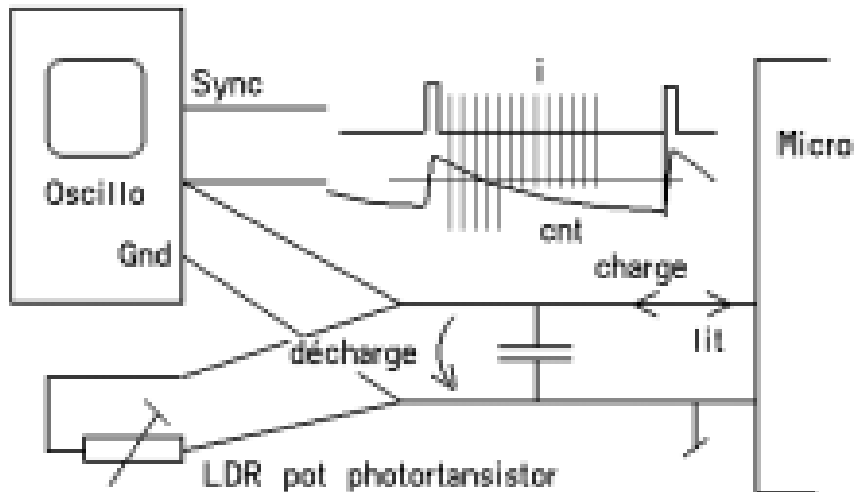 Sync
i
Micro
Oscillo
cnt
Gnd
charge
décharge
lit
LDR pot photortansistor